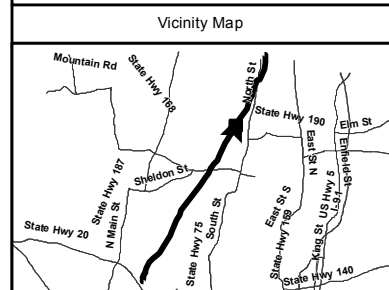 Vicinity Map
Mountain Rd
State Hwy 168
North St
State Hwy 190
Elm St
State Hwy 187
Sheldon St
East St N
Enfield St
US Hwy 5
I-91
N Main St
State Hwy 20
State Hwy 75
South St
East St S
State Hwy 159
King St
State Hwy 140